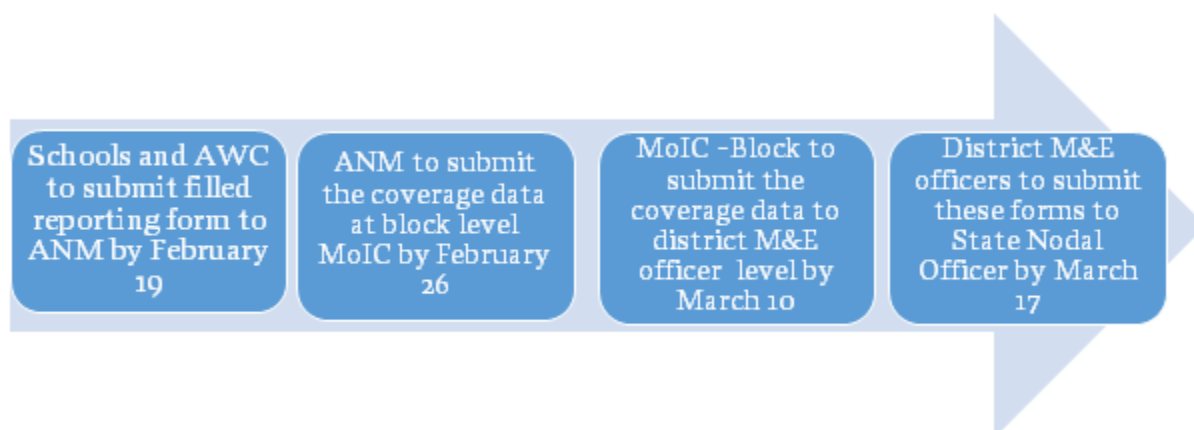 Schools and AWC
to submit filled
reporting form to
ANM by February
19
ANM to submit
the coverage data
at block level
MoIC by February
26
MoIC -Block to
submit the
coverage data to
district M&E
officer level by
March 10
District M&E
officers to submit
these forms to
State Nodal
Officer by March
17